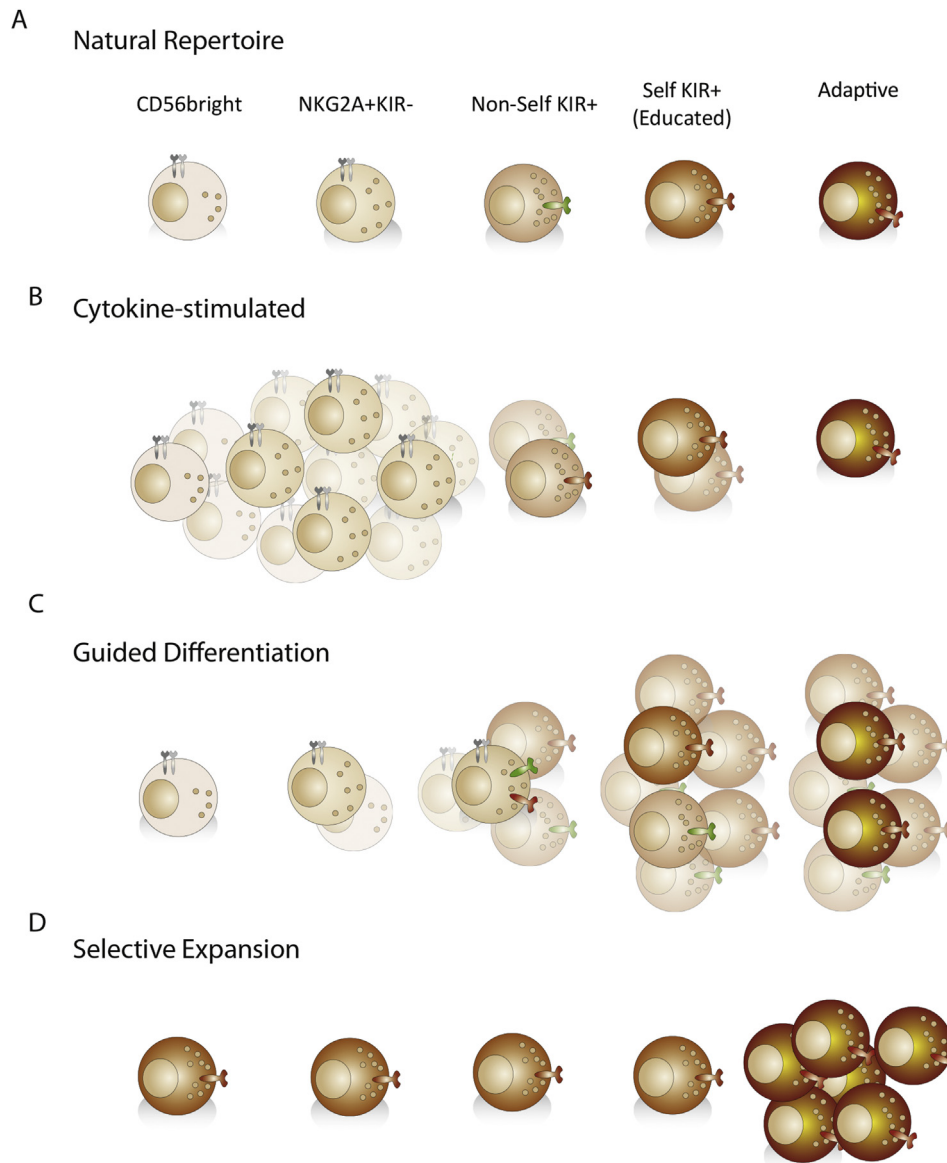 A
Natural Repertoire
CD56bright
NKG2A+KIR-
Non-Self KIR+
Self KIR+
(Educated)
Adaptive
B
Cytokine-stimulated
C
Guided Differentiation
D
Selective Expansion